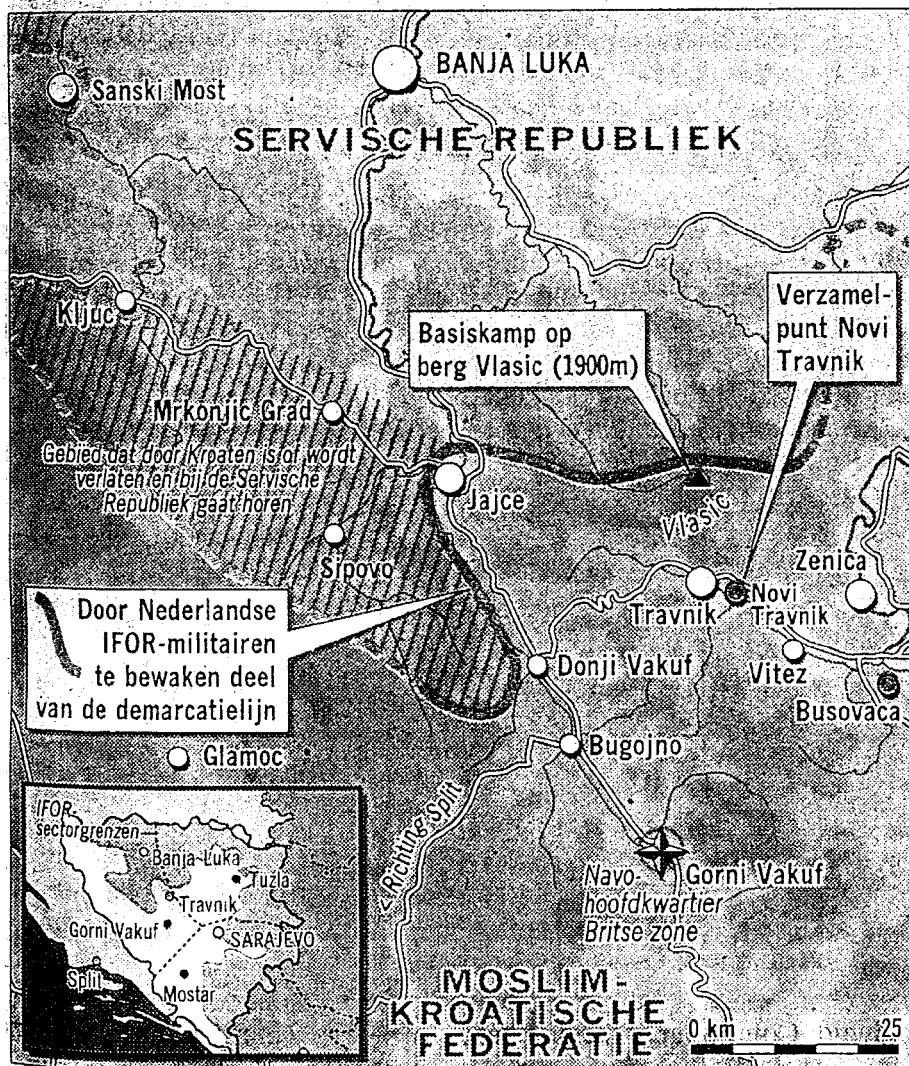 BANJA LUKA
Sanski Most
SERVISCHE REPUBLIEK
Kljuc
Basiskamp op
berg Vlasic (1900m)
Verzamel-
punt Novi
Travnik
Mrkonjic Grad
Gebied dat door Kroaten is of wordt
verlaten en bij de Servische
Republiek gaat horen
Jajce
Vlasic
Sipovo
Zenica
Travnik
Novi
Travnik
Door Nederlandse
IFOR-militairen
te bewaken deel
van de demarcatielijn
Donji Vakuf
Vitez
Busovaca
Glamoc
Bugojno
<Richting Split
Gorni Vakuf
Navo-
hoofdkwartier
Britse zone
IFOR-
sectorgrenzen
Banja Luka
Tuzla
Travnik
Gorni Vakuf
SARAJEVO
Split
Mostar
MOSLIM-
KROATISCHE
FEDERATIE
0 km 25